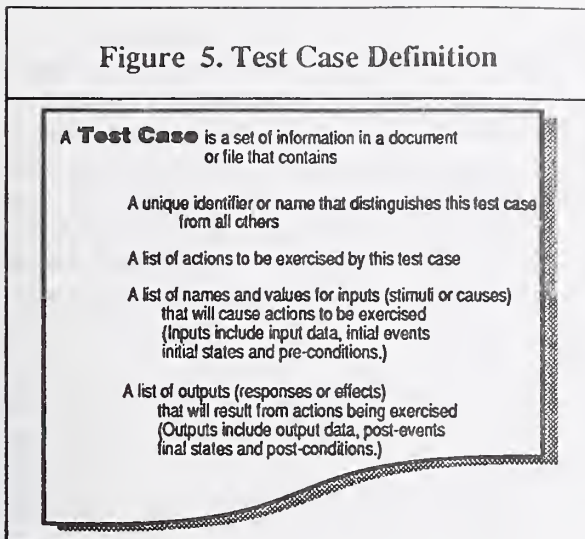 Figure 5. Test Case Definition
A Test Case is a set of information in a document
or file that contains
A unique identifier or name that distinguishes this test case
from all others
A list of actions to be exercised by this test case
A list of names and values for inputs (stimuli or causes)
that will cause actions to be exercised
(Inputs include input data, intial events
initial states and pre-conditions.)
A list of outputs (responses or effects)
that will result from actions being exercised
(Outputs include output data, post-events
final states and post-conditions.)